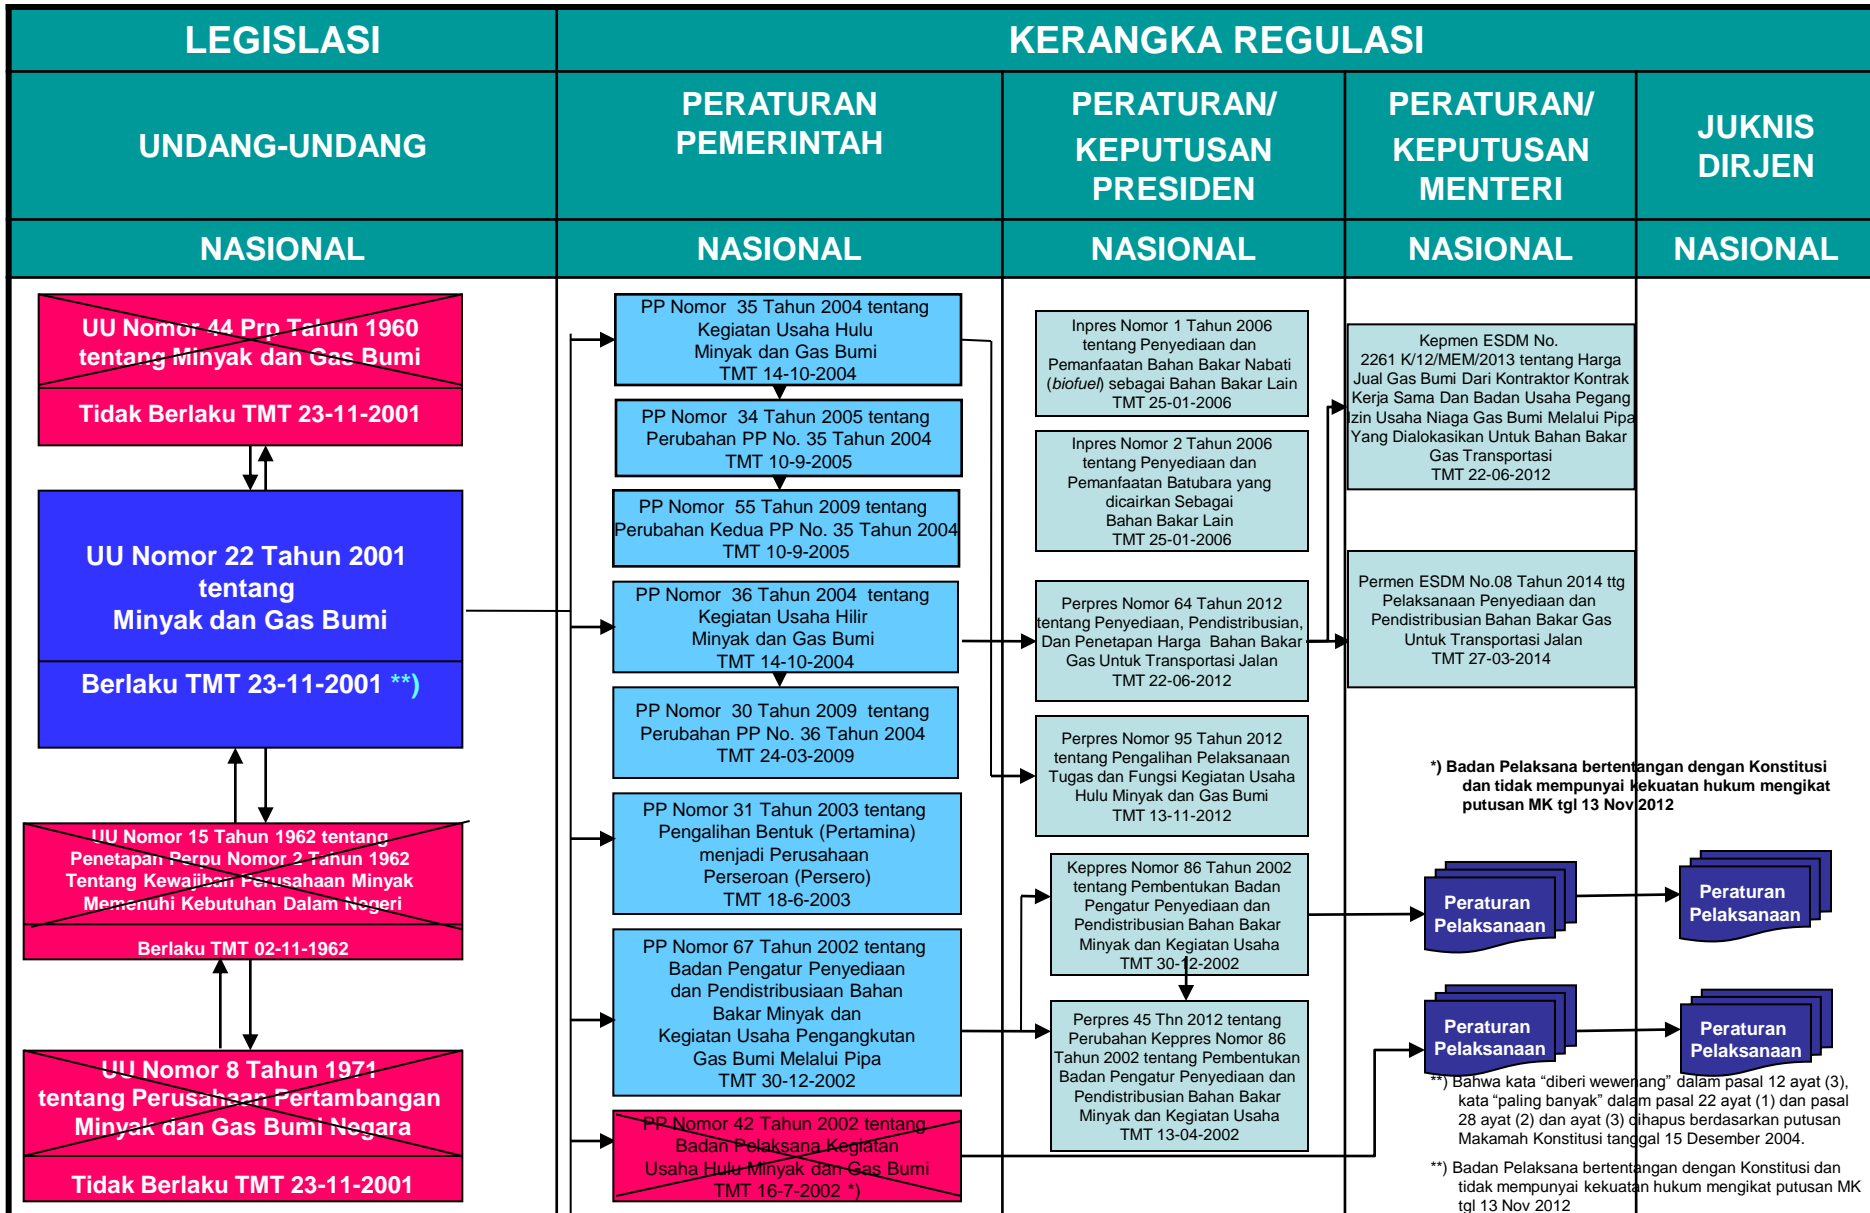 LEGISLASI
KERANGKA REGULASI
UNDANG-UNDANG
PERATURAN
PEMERINTAH
PERATURAN/
KEPUTUSAN
PRESIDEN
PERATURAN/
KEPUTUSAN
MENTERI
JUKNIS
DIRJEN
NASIONAL
NASIONAL
NASIONAL
NASIONAL
NASIONAL
UU Nomor 44 Prp Tahun 1960
tentang Minyak dan Gas Bumi
Tidak Berlaku TMT 23-11-2001
UU Nomor 22 Tahun 2001
tentang
Minyak dan Gas Bumi
Berlaku TMT 23-11-2001 **)
UU Nomor 15 Tahun 1962 tentang
Penetapan Perpu Nomor 2 Tahun 1962
Tentang Kewajiban Perusahaan Minyak
Memenuhi Kebutuhan Dalam Negeri
Berlaku TMT 02-11-1962
UU Nomor 8 Tahun 1971
tentang Perusahaan Pertambangan
Minyak dan Gas Bumi Negara
Tidak Berlaku TMT 23-11-2001
PP Nomor 35 Tahun 2004 tentang
Kegiatan Usaha Hulu
Minyak dan Gas Bumi
TMT 14-10-2004
PP Nomor 34 Tahun 2005 tentang
Perubahan PP No. 35 Tahun 2004
TMT 10-9-2005
PP Nomor 55 Tahun 2009 tentang
Perubahan Kedua PP No. 35 Tahun 2004
TMT 10-9-2005
PP Nomor 36 Tahun 2004 tentang
Kegiatan Usaha Hilir
Minyak dan Gas Bumi
TMT 14-10-2004
PP Nomor 30 Tahun 2009 tentang
Perubahan PP No. 36 Tahun 2004
TMT 24-03-2009
PP Nomor 31 Tahun 2003 tentang
Pengalihan Bentuk (Pertamina)
menjadi Perusahaan
Perseroan (Persero)
TMT 18-6-2003
PP Nomor 67 Tahun 2002 tentang
Badan Pengatur Penyediaan
dan Pendistribusiaan Bahan
Bakar Minyak dan
Kegiatan Usaha Pengangkutan
Gas Bumi Melalui Pipa
TMT 30-12-2002
PP Nomor 42 Tahun 2002 tentang
Badan Pelaksana Kegiatan
Usaha Hulu Minyak dan Gas Bumi
TMT 16-7-2002 *)
Inpres Nomor 1 Tahun 2006
tentang Penyediaan dan
Pemanfaatan Bahan Bakar Nabati
(biofuel) sebagai Bahan Bakar Lain
TMT 25-01-2006
Inpres Nomor 2 Tahun 2006
tentang Penyediaan dan
Pemanfaatan Batubara yang
dicairkan Sebagai
Bahan Bakar Lain
TMT 25-01-2006
Perpres Nomor 64 Tahun 2012
tentang Penyediaan, Pendistribusian,
Dan Penetapan Harga Bahan Bakar
Gas Untuk Transportasi Jalan
TMT 22-06-2012
Perpres Nomor 95 Tahun 2012
tentang Pengalihan Pelaksanaan
Tugas dan Fungsi Kegiatan Usaha
Hulu Minyak dan Gas Bumi
TMT 13-11-2012
Keppres Nomor 86 Tahun 2002
tentang Pembentukan Badan
Pengatur Penyediaan dan
Pendistribusian Bahan Bakar
Minyak dan Kegiatan Usaha
TMT 30-12-2002
Perpres 45 Thn 2012 tentang
Perubahan Keppres Nomor 86
Tahun 2002 tentang Pembentukan
Badan Pengatur Penyediaan dan
Pendistribusian Bahan Bakar
Minyak dan Kegiatan Usaha
TMT 13-04-2002
Kepmen ESDM No.
2261 K/12/MEM/2013 tentang Harga
Jual Gas Bumi Dari Kontraktor Kontrak
Kerja Sama Dan Badan Usaha Pegang
Izin Usaha Niaga Gas Bumi Melalui Pipa
Yang Dialokasikan Untuk Bahan Bakar
Gas Transportasi
TMT 22-06-2012
Permen ESDM No.08 Tahun 2014 ttg
Pelaksanaan Penyediaan dan
Pendistribusian Bahan Bakar Gas
Untuk Transportasi Jalan
TMT 27-03-2014
*) Badan Pelaksana bertentangan dengan Konstitusi
dan tidak mempunyai kekuatan hukum mengikat
putusan MK tgl 13 Nov 2012
Peraturan
Pelaksanaan
Peraturan
Pelaksanaan
Peraturan
Pelaksanaan
Peraturan
Pelaksanaan
**) Bahwa kata “diberi wewenang” dalam pasal 12 ayat (3),
kata “paling banyak” dalam pasal 22 ayat (1) dan pasal
28 ayat (2) dan ayat (3) dihapus berdasarkan putusan
Makamah Konstitusi tanggal 15 Desember 2004.
**) Badan Pelaksana bertentangan dengan Konstitusi dan
tidak mempunyai kekuatan hukum mengikat putusan MK
tgl 13 Nov 2012